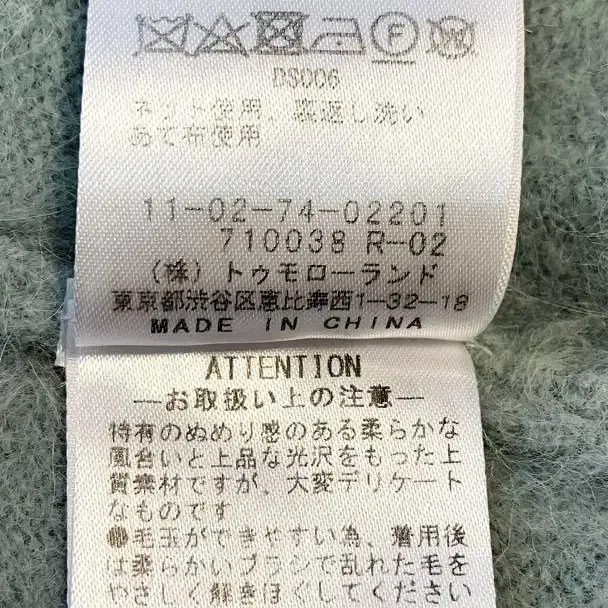 F W
DS006
ネット使用、裏返し洗い
あて布使用
11-02-74-02201
710038 R-02
(株)トゥモローランド
東京都渋谷区恵比寿西1-32-18
MADE IN CHINA
ATTENTION
―お取扱い上の注意―
特有のぬめり感のある柔らかな
風合いと上品な光沢をもった上
質素材ですが、大変デリケート
なものです
●毛玉ができやすい為、着用後
は柔らかいブラシで乱れた毛を
やさしく解きほぐしてください